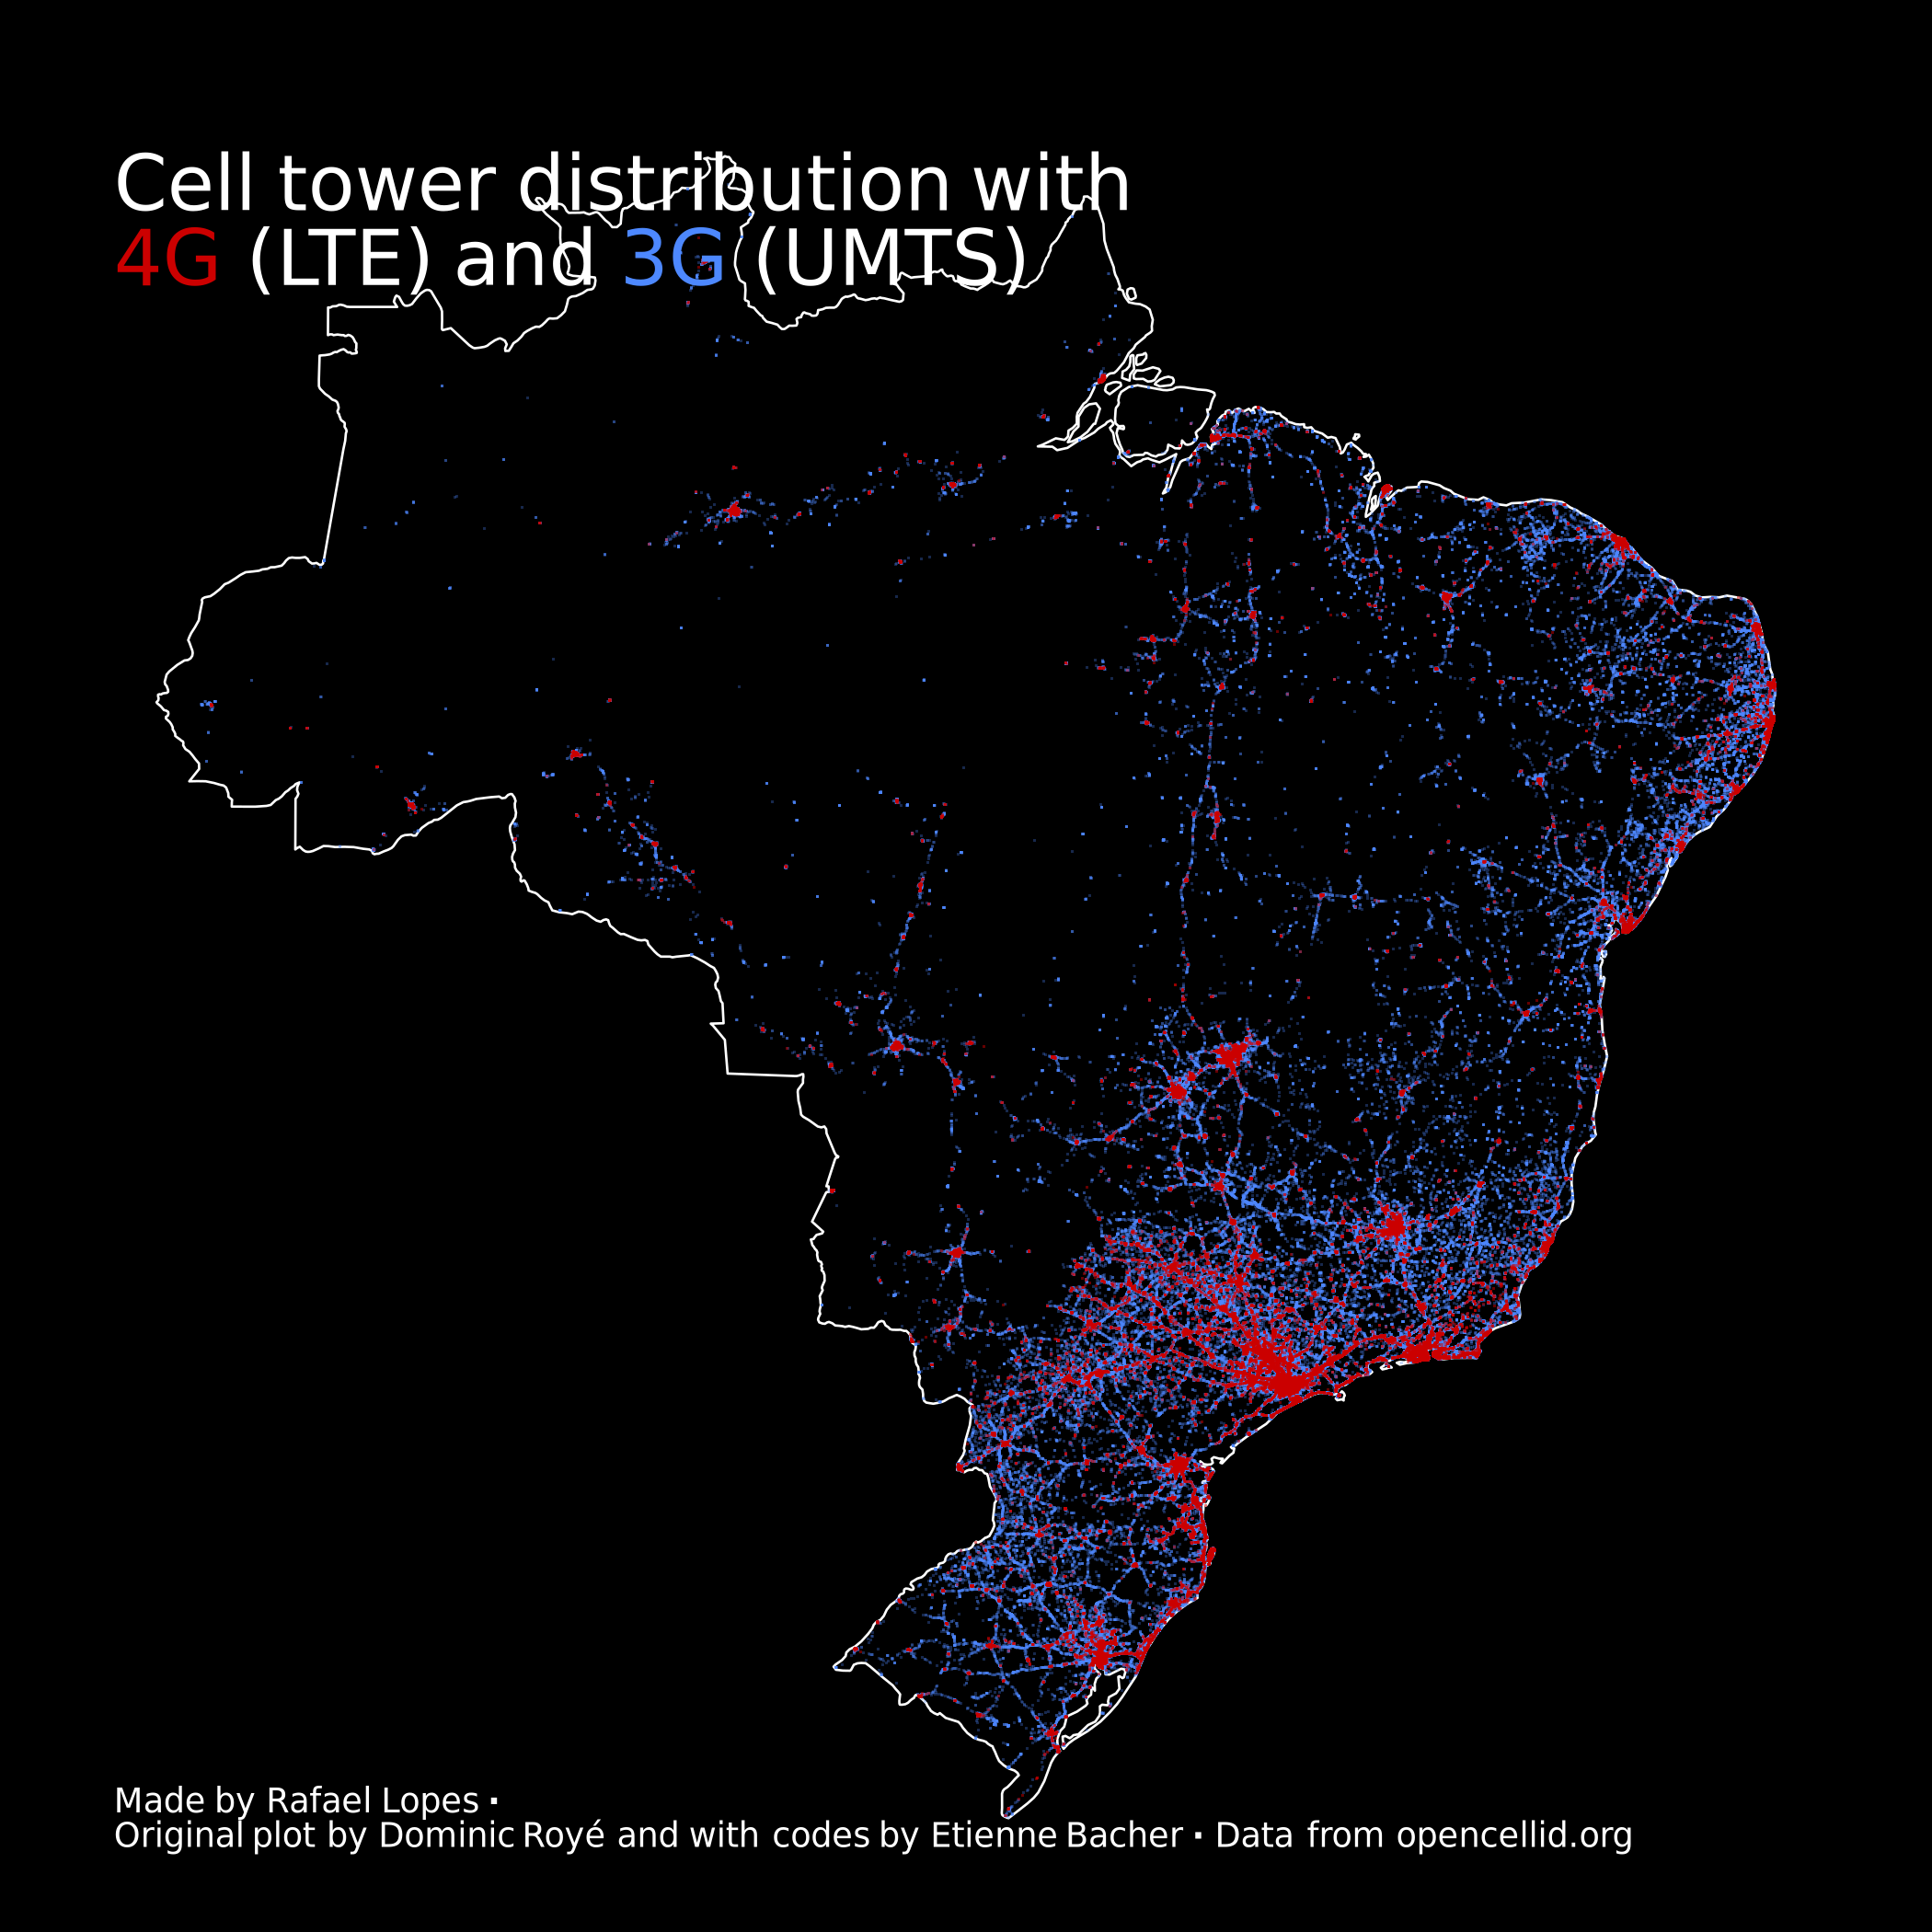 Cell tower distribution with
4G (LTE) and 3G (UMTS)
Made by Rafael Lopes ·
Original plot by Dominic Royé and with codes by Etienne Bacher · Data from opencellid.org